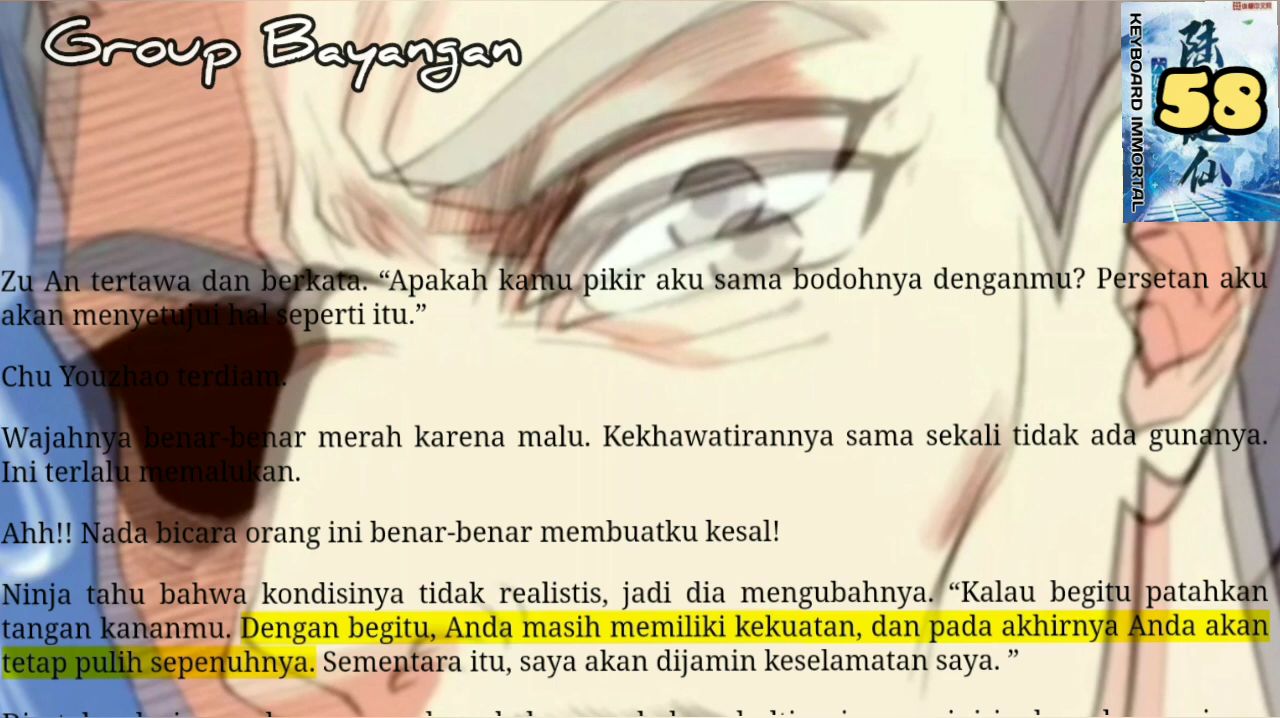 Group Bayangan
KEYBOARD IMMORTAL
58
仙
Zu An tertawa dan berkata. “Apakah kamu pikir aku sama bodohnya denganmu? Persetan aku
akan menyetujui hal seperti itu.”
Chu Youzhao terdiam.
Wajahnya benar-benar merah karena malu. Kekhawatirannya sama sekali tidak ada gunanya.
Ini terlalu memalukan.
Ahh!! Nada bicara orang ini benar-benar membuatku kesal!
Ninja tahu bahwa kondisinya tidak realistis, jadi dia mengubahnya. “Kalau begitu patahkan
tangan kananmu. Dengan begitu, Anda masih memiliki kekuatan, dan pada akhirnya Anda akan
tetap pulih sepenuhnya. Sementara itu, saya akan dijamin keselamatan saya. ”